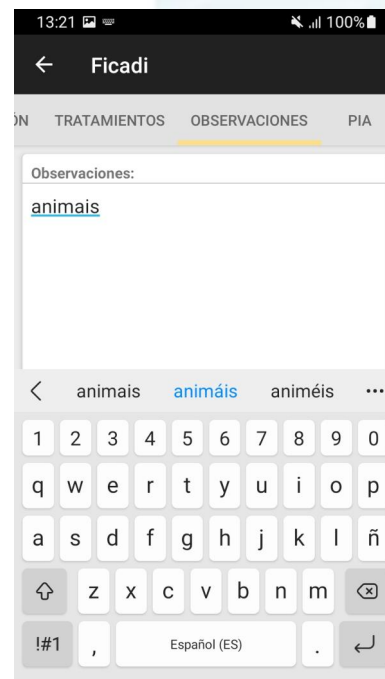 13:21 100%
Ficadi
ÓN TRATAMIENTOS OBSERVACIONES PIA
Observaciones:
animais
animais animáis animéis
1 2 3 4 5 6 7 8 9 0
q w e r t y u i o p
a s d f g h j k l ñ
z x c v b n m
!#1 , Español (ES) .